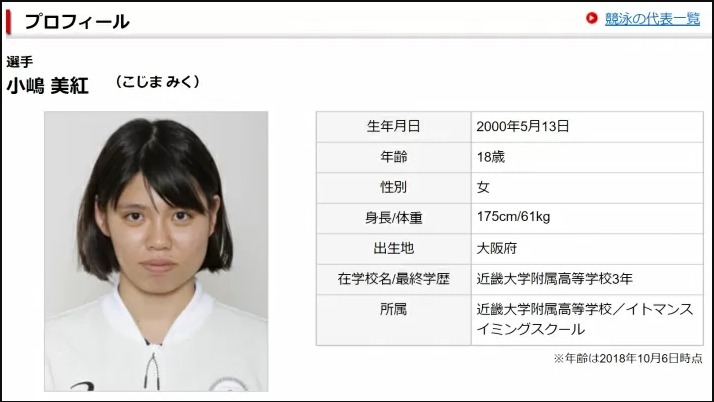 プロフィール
競泳の代表一覧
選手
小嶋 美紅 （こじま みく）
生年月日 2000年5月13日
年齢 18歳
性別 女
身長/体重 175cm/61kg
出生地 大阪府
在学校名/最終学歴 近畿大学附属高等学校3年
所属 近畿大学附属高等学校／イトマンス
イミングスクール
※年齢は2018年10月6日時点